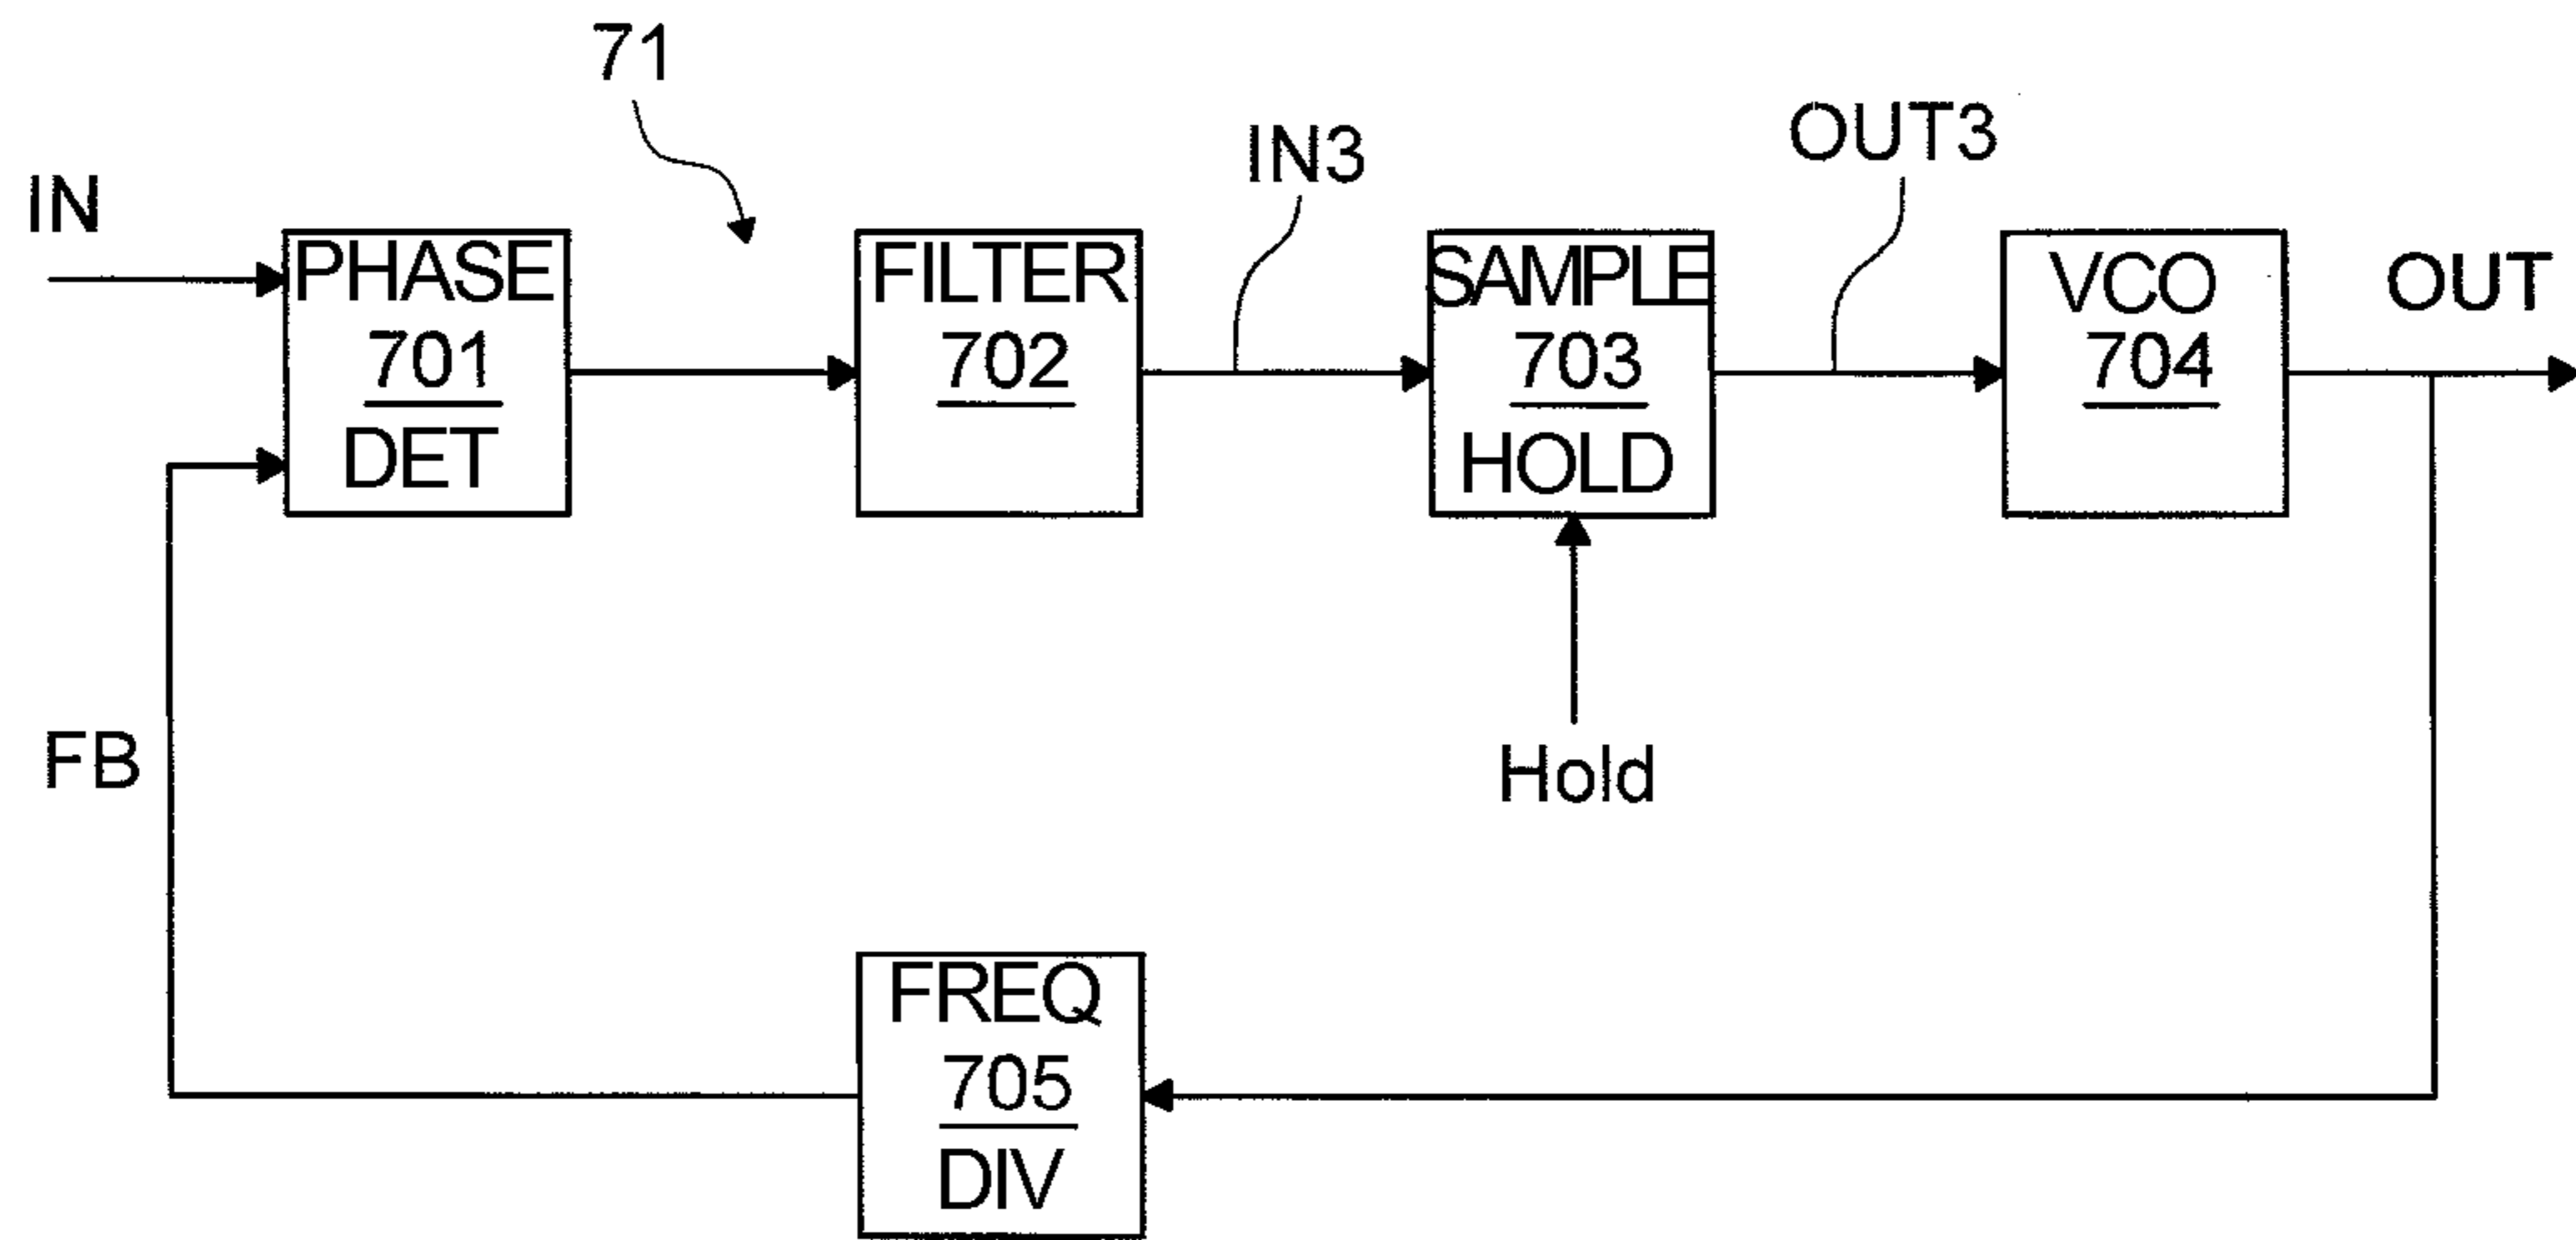 71
IN
IN3
OUT3
PHASE
701
DET
FILTER
702
SAMPLE
703
HOLD
VCO
704
OUT
FB
Hold
FREQ
705
DIV